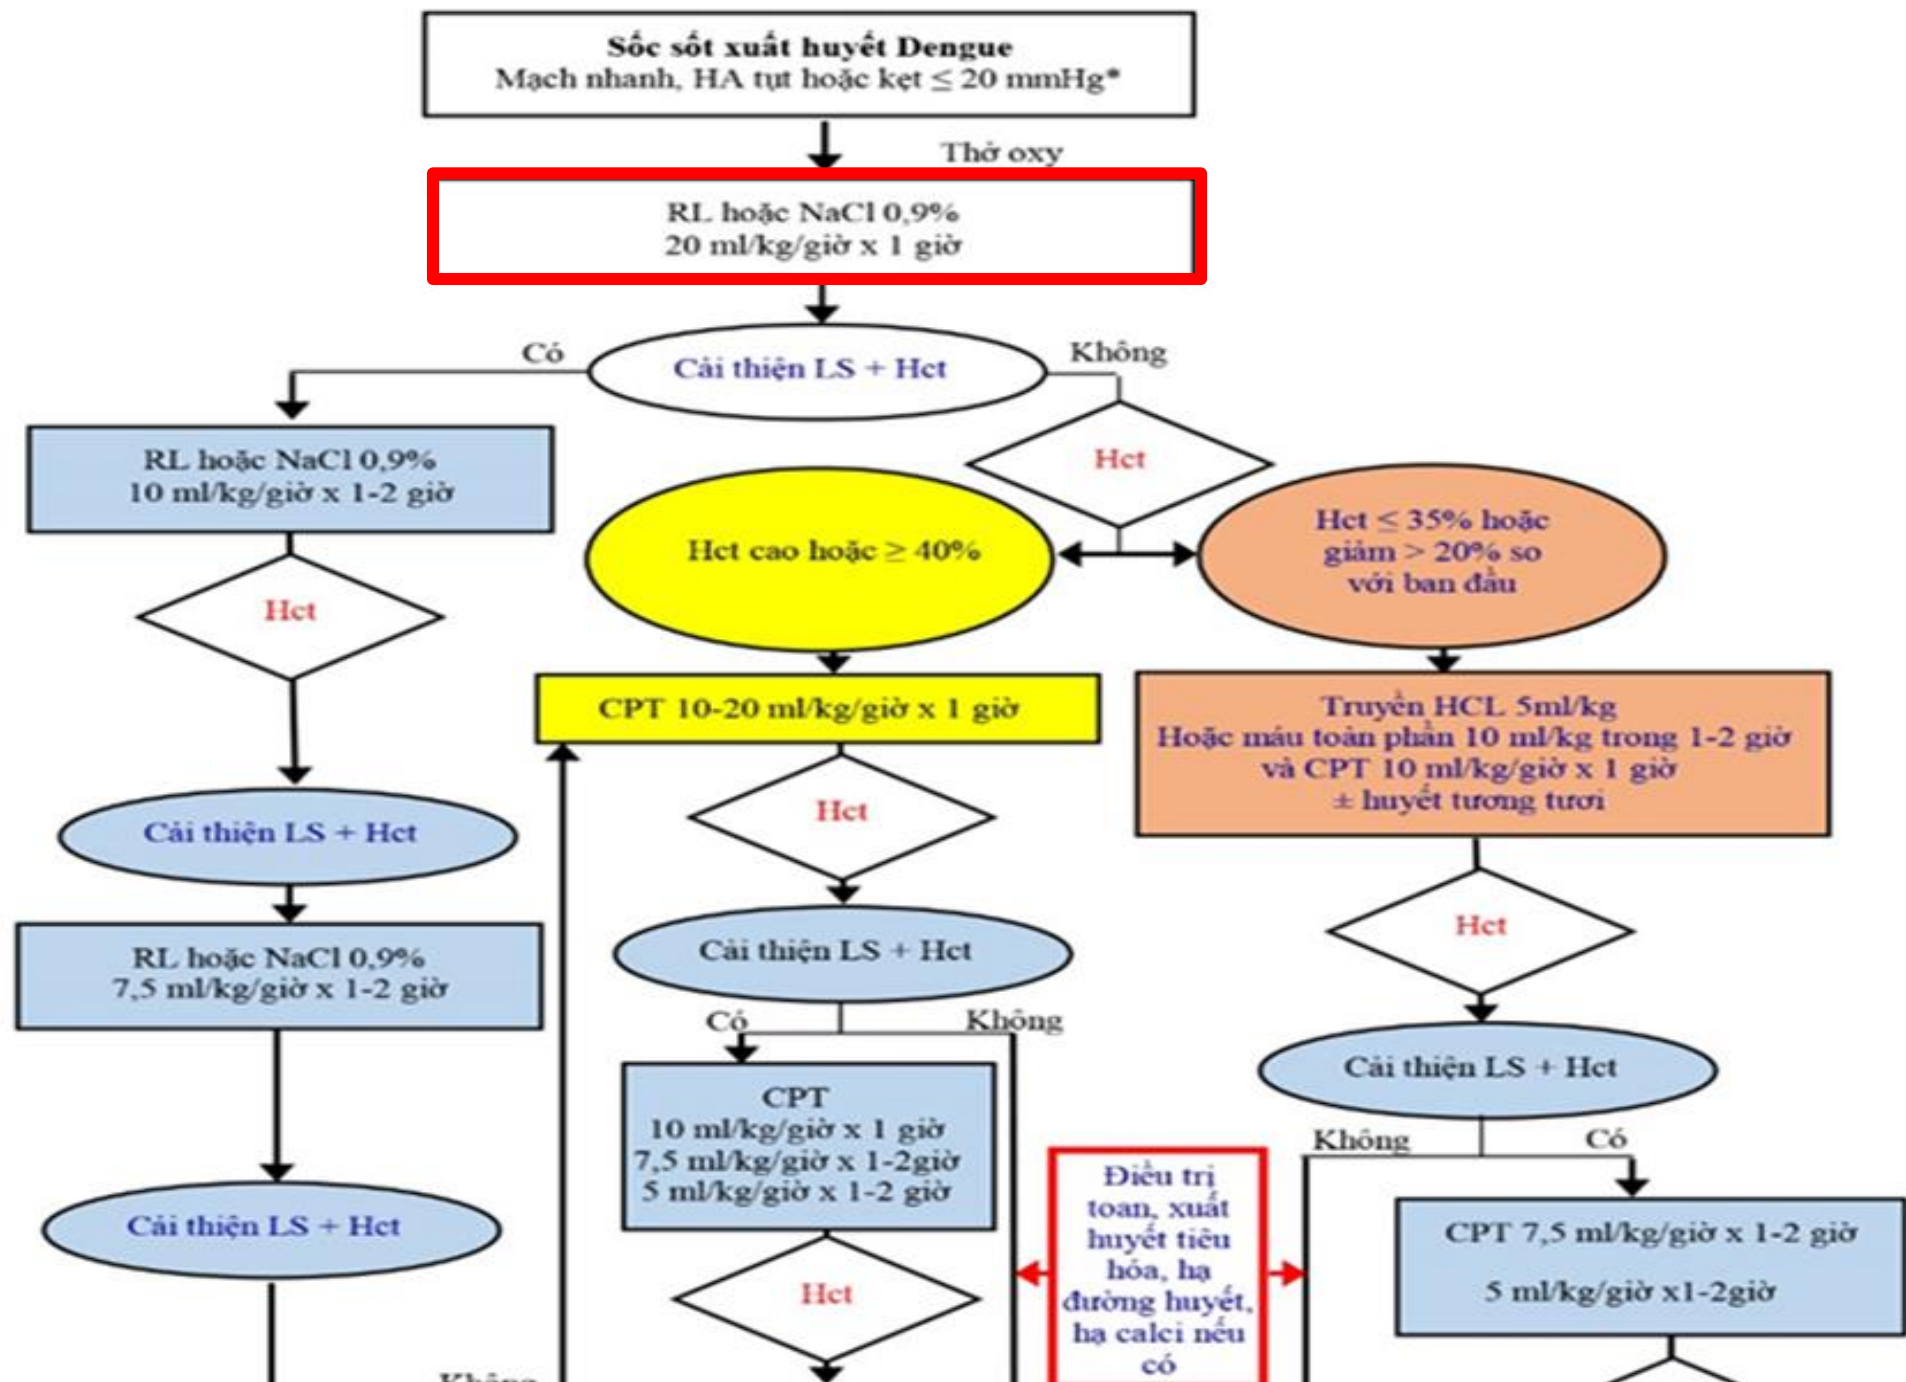 Sốc sốt xuất huyết Dengue
Mạch nhanh, HA tụt hoặc kẹt ≤ 20 mmHg*
Thở oxy
RL hoặc NaCl 0,9%
20 ml/kg/giờ x 1 giờ
Có
Cải thiện LS + Hct
Không
Hct
RL hoặc NaCl 0,9%
10 ml/kg/giờ x 1-2 giờ
Hct cao hoặc ≥ 40%
Hct ≤ 35% hoặc
giảm > 20% so
với ban đầu
Hct
CPT 10-20 ml/kg/giờ x 1 giờ
Truyền HCL 5ml/kg
Hoặc máu toàn phần 10 ml/kg trong 1-2 giờ
và CPT 10 ml/kg/giờ x 1 giờ
± huyết tương tươi
Hct
Cải thiện LS + Hct
Hct
Cải thiện LS + Hct
RL hoặc NaCl 0,9%
7,5 ml/kg/giờ x 1-2 giờ
Có
Không
Cải thiện LS + Hct
CPT
10 ml/kg/giờ x 1 giờ
7,5 ml/kg/giờ x 1-2giờ
5 ml/kg/giờ x 1-2 giờ
Không
Có
Điều trị
toan, xuất
huyết tiêu
hóa, hạ
đường huyết,
hạ calci nếu
có
Cải thiện LS + Hct
CPT 7,5 ml/kg/giờ x 1-2 giờ
5 ml/kg/giờ x1-2giờ
Hct
Không